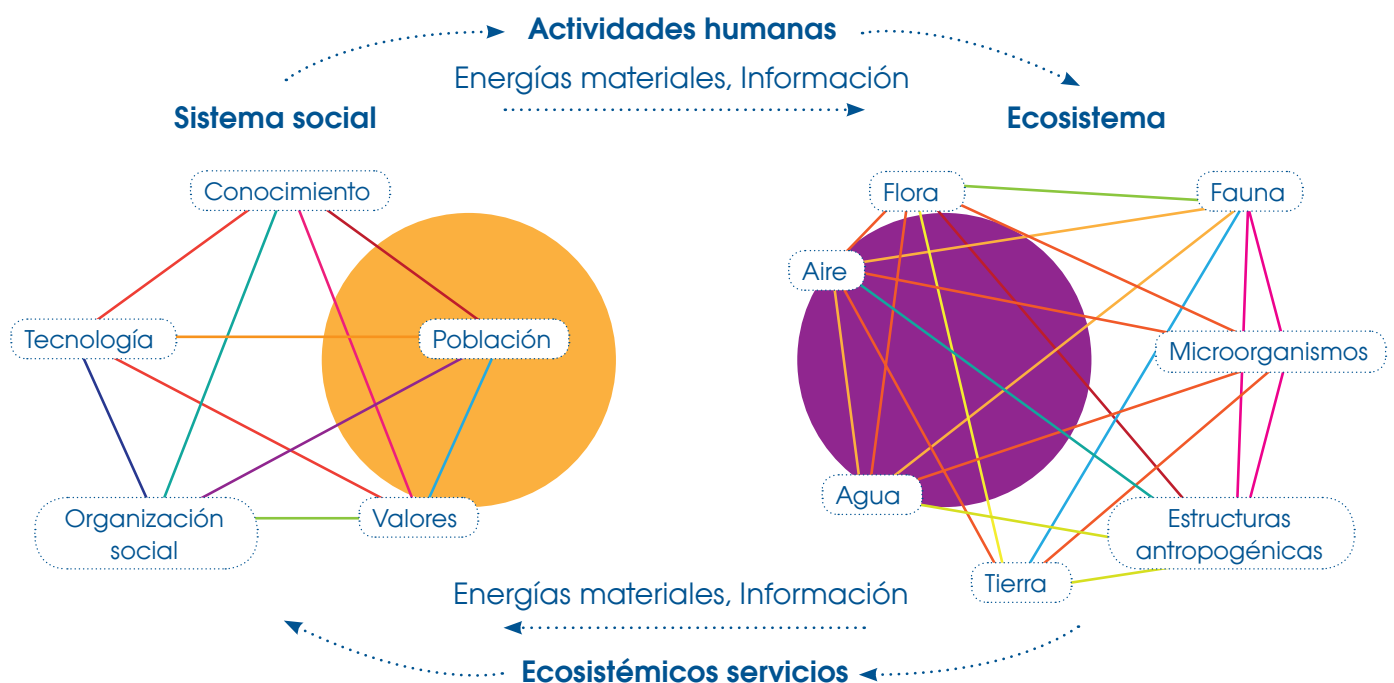 Actividades humanas
Energías materiales, Información
Sistema social
Ecosistema
Conocimiento
Tecnología
Población
Organización
social
Valores
Flora
Fauna
Aire
Microorganismos
Agua
Estructuras
antropogénicas
Tierra
Energías materiales, Información
Ecosistémicos servicios